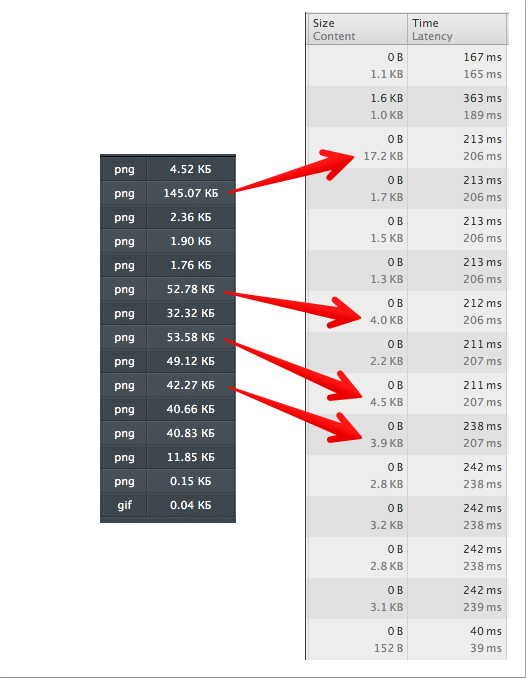 png 4.52 КБ
png 145.07 КБ
png 2.36 КБ
png 1.90 КБ
png 1.76 КБ
png 52.78 КБ
png 32.32 КБ
png 53.58 КБ
png 49.12 КБ
png 42.27 КБ
png 40.66 КБ
png 40.83 КБ
png 11.85 КБ
png 0.15 КБ
gif 0.04 КБ
Size Time
Content Latency
0 B 167 ms
1.1 KB 165 ms
1.6 KB 363 ms
1.0 KB 189 ms
0 B 213 ms
17.2 KB 206 ms
0 B 213 ms
1.7 KB 206 ms
0 B 213 ms
1.5 KB 206 ms
0 B 213 ms
1.3 KB 206 ms
0 B 212 ms
4.0 KB 206 ms
0 B 211 ms
2.2 KB 207 ms
0 B 211 ms
4.5 KB 207 ms
0 B 238 ms
3.9 KB 207 ms
0 B 242 ms
2.8 KB 238 ms
0 B 242 ms
3.2 KB 238 ms
0 B 242 ms
2.8 KB 238 ms
0 B 242 ms
3.1 KB 239 ms
0 B 40 ms
152 B 39 ms